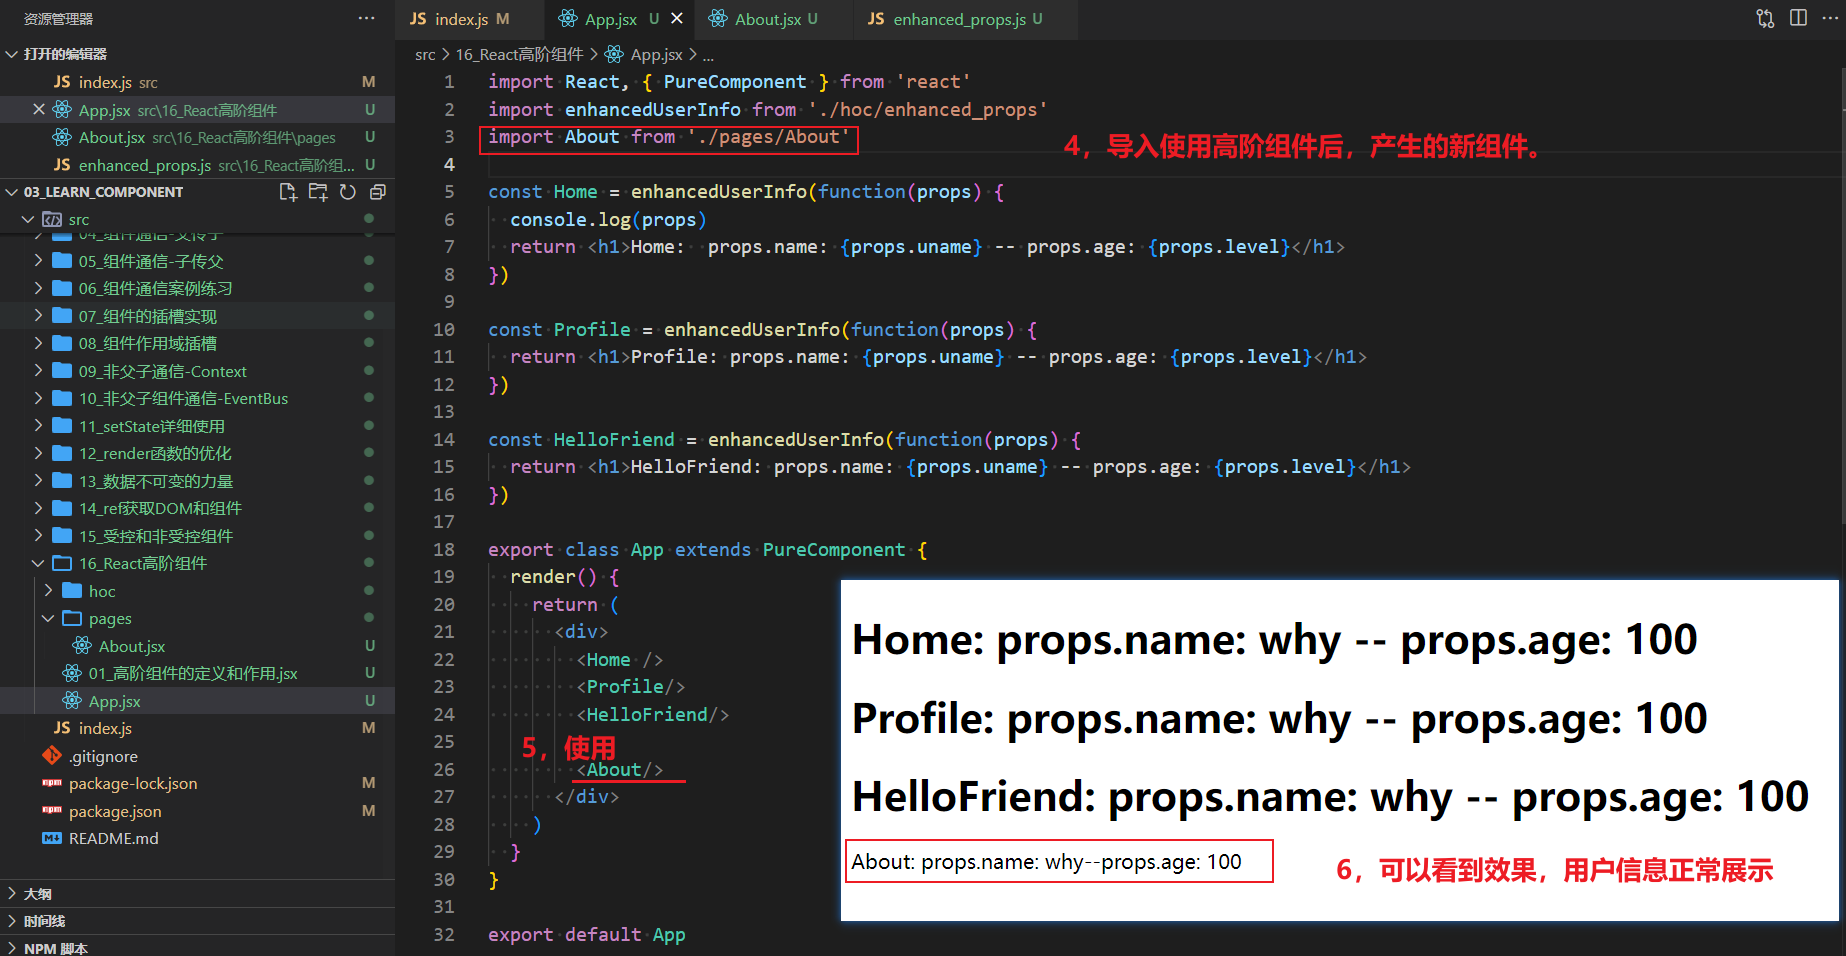 资源管理器
打开的编辑器
JS index.js src M
App.jsx src\16_React高阶组件 U
About.jsx src\16_React高阶组件\pages U
JS enhanced_props.js src\16_React高阶组... U
03_LEARN_COMPONENT
src
04_组件通信-父传子
05_组件通信-子传父
06_组件通信案例练习
07_组件的插槽实现
08_组件作用域插槽
09_非父子通信-Context
10_非父子组件通信-EventBus
11_setState详细使用
12_render函数的优化
13_数据不可变的力量
14_ref获取DOM和组件
15_受控和非受控组件
16_React高阶组件
hoc
pages
About.jsx U
01_高阶组件的定义和作用.jsx U
App.jsx U
JS index.js M
.gitignore
package-lock.json M
package.json M
README.md
大纲
时间线
NPM 脚本
JS index.js M App.jsx U About.jsx U JS enhanced_props.js U
src > 16_React高阶组件 > App.jsx > ...
1 import React, { PureComponent } from 'react'
2 import enhancedUserInfo from './hoc/enhanced_props'
3 import About from './pages/About'
4，导入使用高阶组件后，产生的新组件。
4
5 const Home = enhancedUserInfo(function(props) {
6 console.log(props)
7 return <h1>Home: props.name: {props.uname} -- props.age: {props.level}</h1>
8 })
9
10 const Profile = enhancedUserInfo(function(props) {
11 return <h1>Profile: props.name: {props.uname} -- props.age: {props.level}</h1>
12 })
13
14 const HelloFriend = enhancedUserInfo(function(props) {
15 return <h1>HelloFriend: props.name: {props.uname} -- props.age: {props.level}</h1>
16 })
17
18 export class App extends PureComponent {
19 render() {
20 return (
21 <div>
22 <Home />
23 <Profile/>
24 <HelloFriend/>
25
5，使用
26 <About/>
27 </div>
28 )
29 }
30 }
31
32 export default App
Home: props.name: why -- props.age: 100
Profile: props.name: why -- props.age: 100
HelloFriend: props.name: why -- props.age: 100
About: props.name: why--props.age: 100
6，可以看到效果，用户信息正常展示